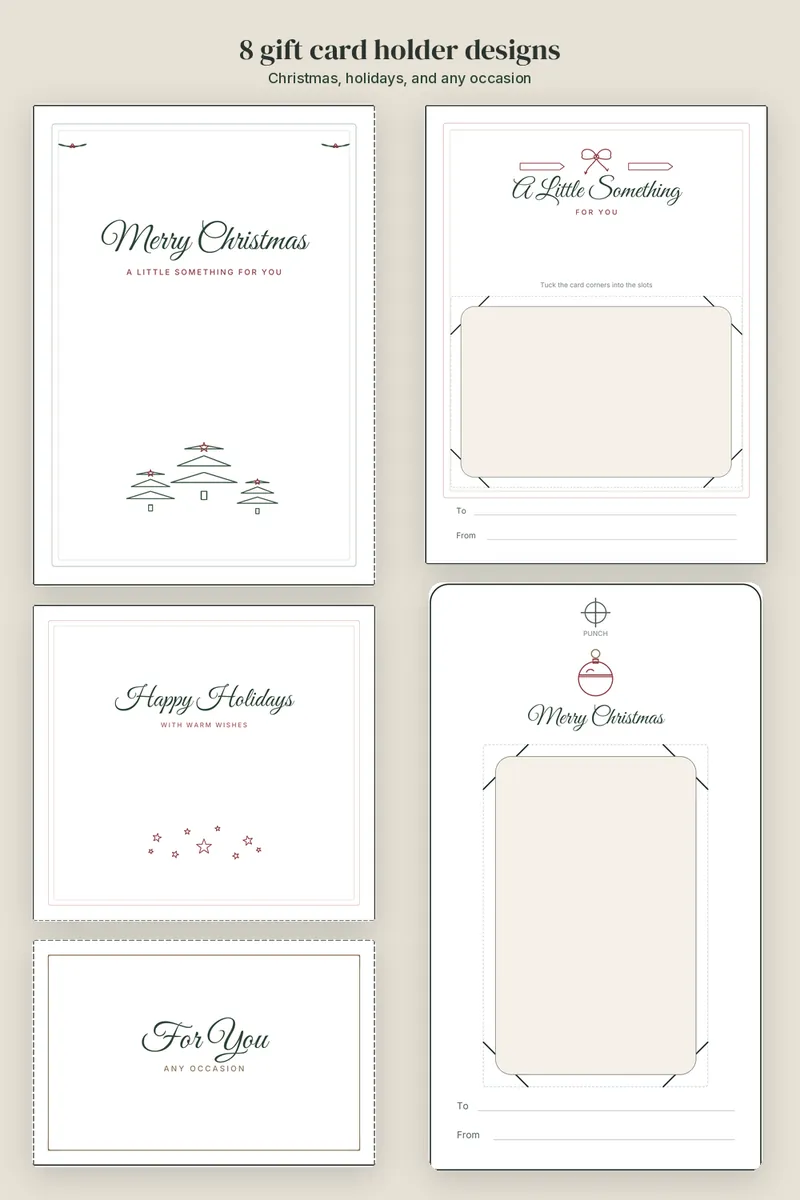 8 gift card holder designs
Christmas, holidays, and any occasion
Merry Christmas
A LITTLE SOMETHING FOR YOU
A Little Something
FOR YOU
Tuck the card corners into the slots
To
From
Happy Holidays
WITH WARM WISHES
For You
ANY OCCASION
PUNCH
Merry Christmas
To
From